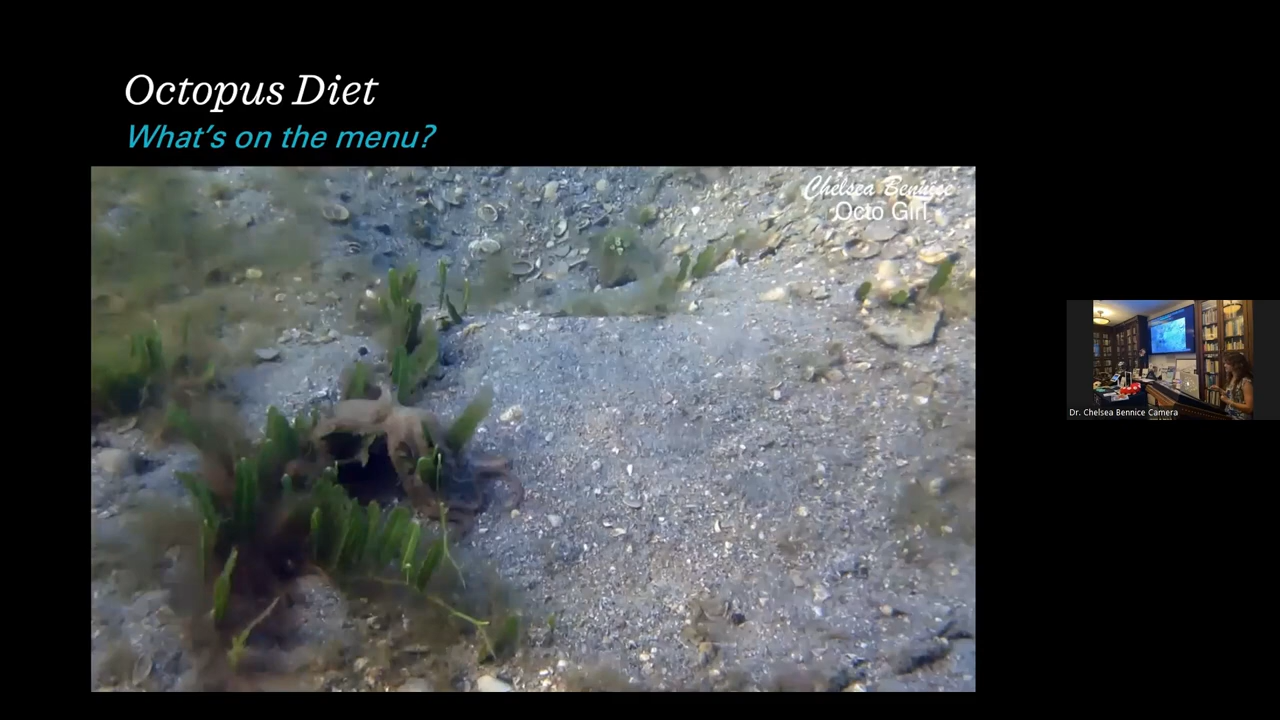 Octopus Diet
What's on the menu?
Chelsea Bennice
Octo Girl
Dr. Chelsea Bennice Camera